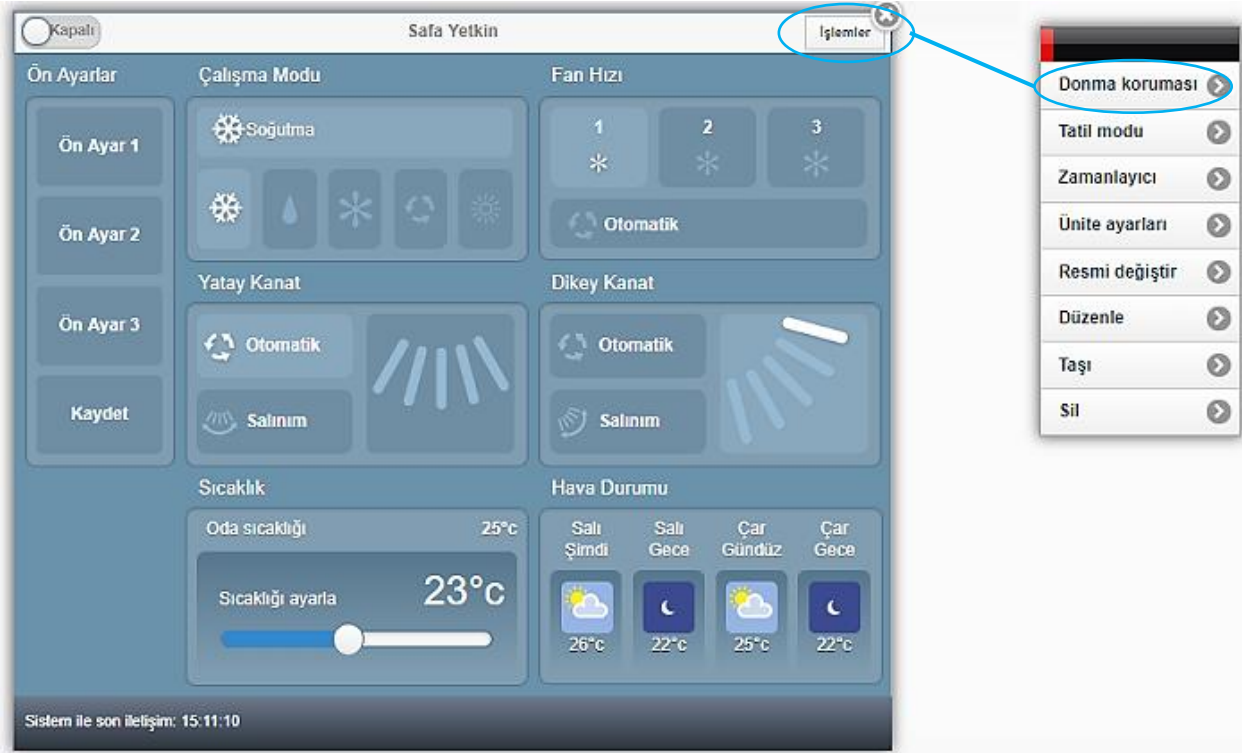 Kapalı
Safa Yetkin
İşlemler
Ön Ayarlar
Ön Ayar 1
Ön Ayar 2
Ön Ayar 3
Kaydet
Çalışma Modu
Soğutma
Fan Hızı
1 2 3
Otomatik
Yatay Kanat
Otomatik
Salınım
Dikey Kanat
Otomatik
Salınım
Sıcaklık
Oda sıcaklığı 25°c
Sıcaklığı ayarla 23°c
Hava Durumu
Salı Salı Çar Çar
Şimdi Gece Gündüz Gece
26°c 22°c 25°c 22°c
Sistem ile son iletişim: 15:11:10
Donma koruması
Tatil modu
Zamanlayıcı
Ünite ayarları
Resmi değiştir
Düzenle
Taşı
Sil